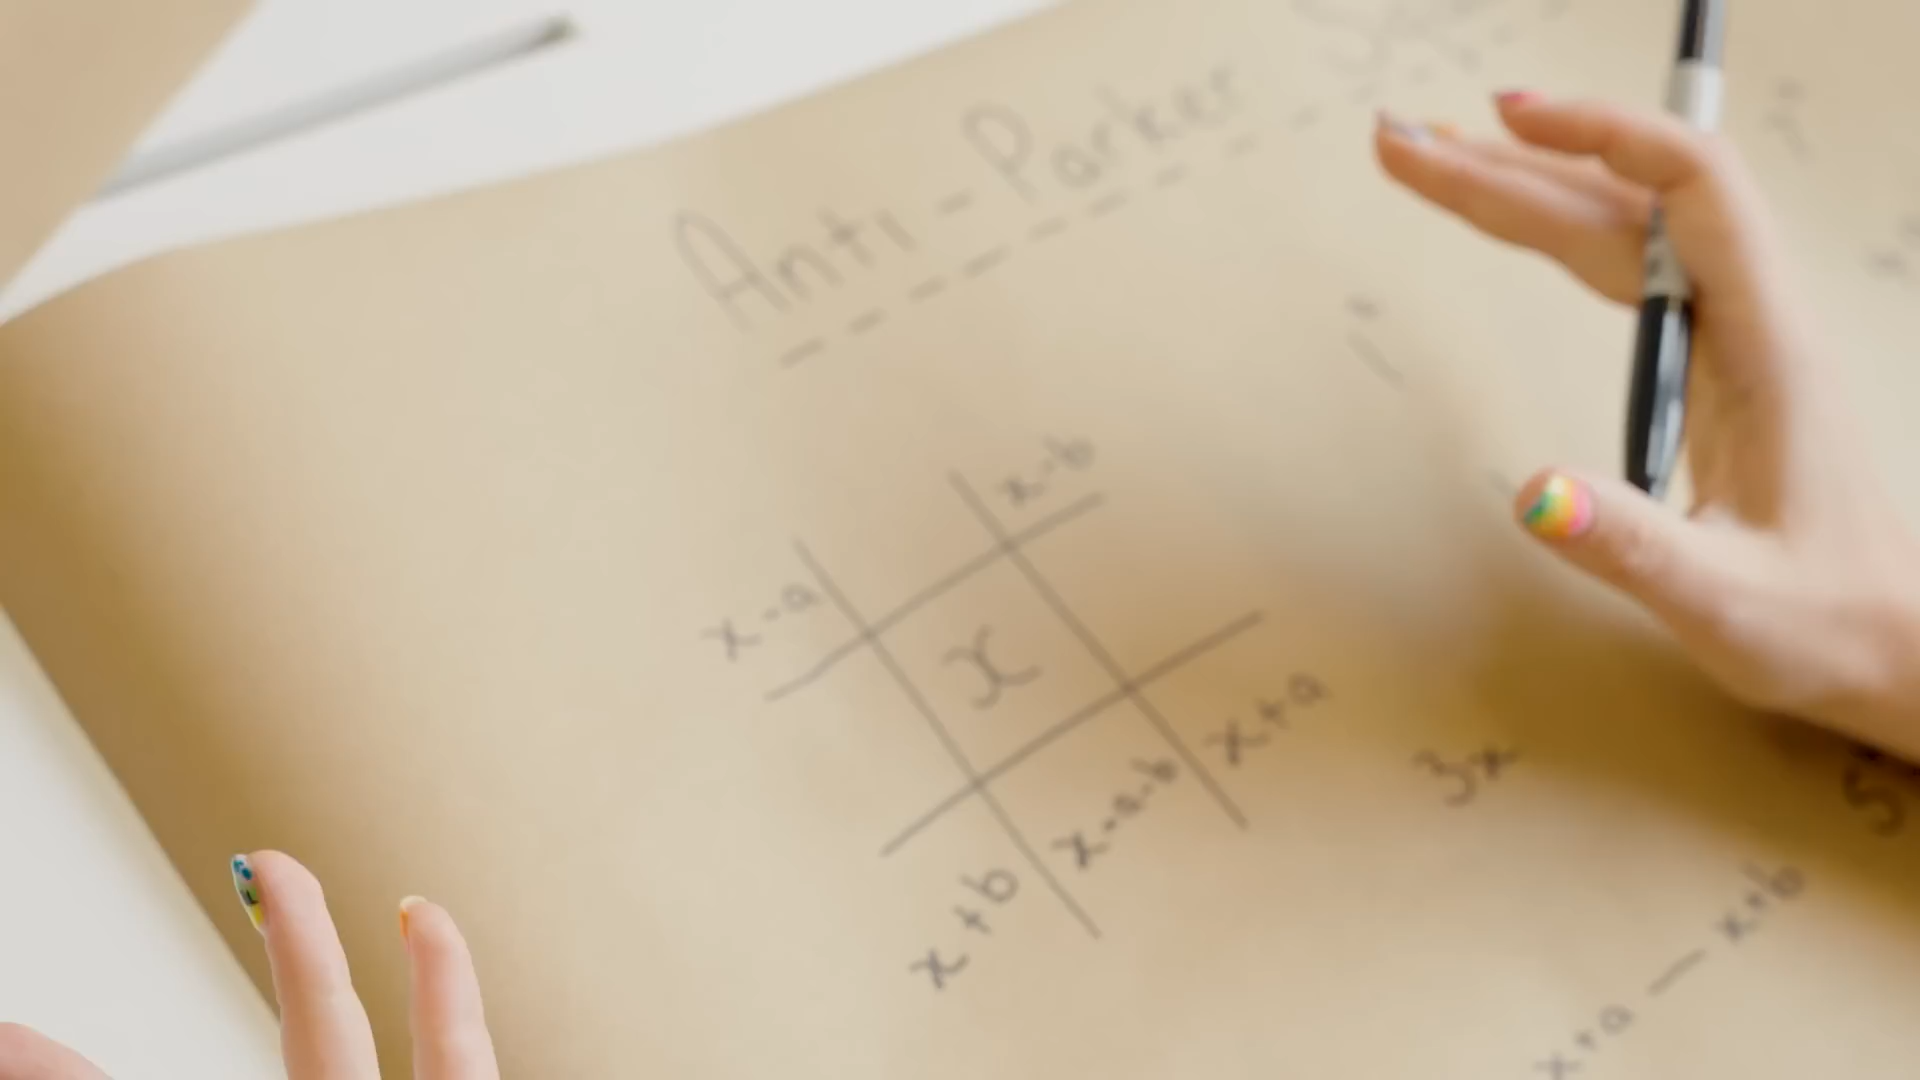 Anti-Parker
x-a
x-b
x
x+b
x-a-b
x+a
3x
x+a — x+b